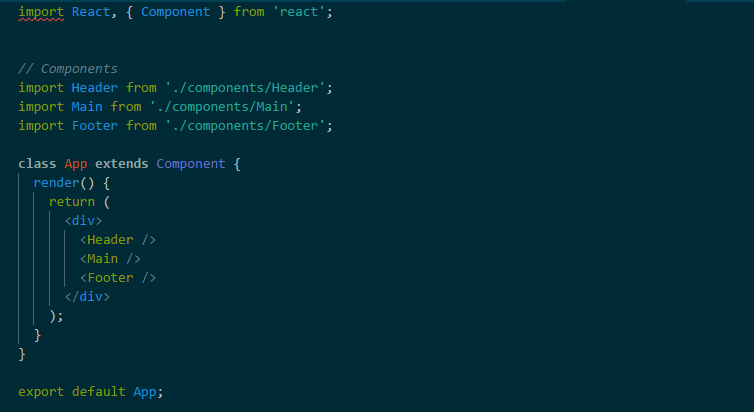 import React, { Component } from 'react';
// Components
import Header from './components/Header';
import Main from './components/Main';
import Footer from './components/Footer';
class App extends Component {
render() {
return (
<div>
<Header />
<Main />
<Footer />
</div>
);
}
}
export default App;